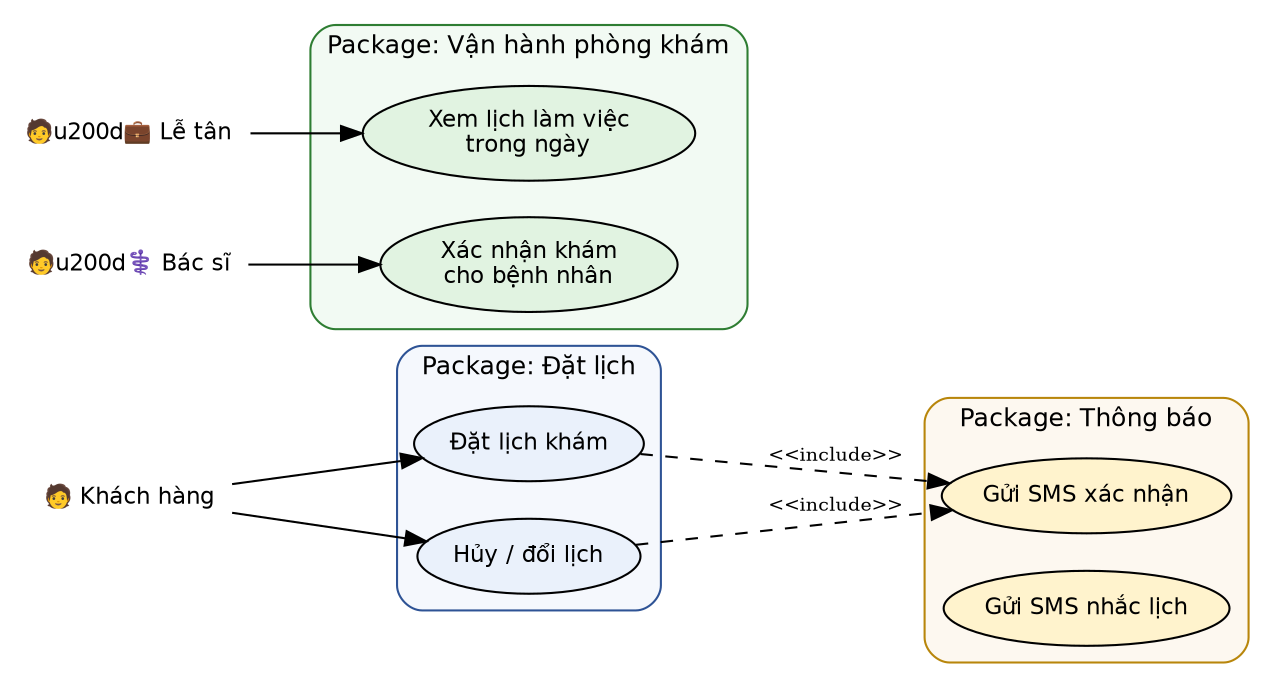 Package: Vận hành phòng khám
🧑u200d💼 Lễ tân
Xem lịch làm việc
trong ngày
🧑u200d⚕ Bác sĩ
Xác nhận khám
cho bệnh nhân
Package: Đặt lịch
🧑 Khách hàng
Đặt lịch khám
Hủy / đổi lịch
<<include>>
<<include>>
Package: Thông báo
Gửi SMS xác nhận
Gửi SMS nhắc lịch